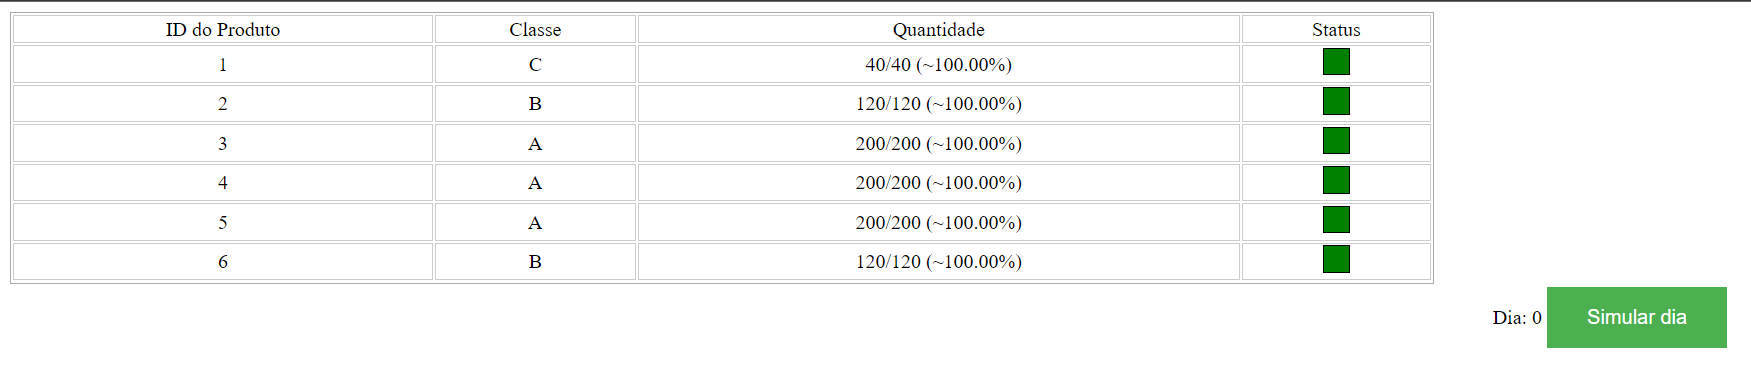 ID do Produto Classe Quantidade Status
1 C 40/40 (~100.00%)
2 B 120/120 (~100.00%)
3 A 200/200 (~100.00%)
4 A 200/200 (~100.00%)
5 A 200/200 (~100.00%)
6 B 120/120 (~100.00%)
Dia: 0 Simular dia